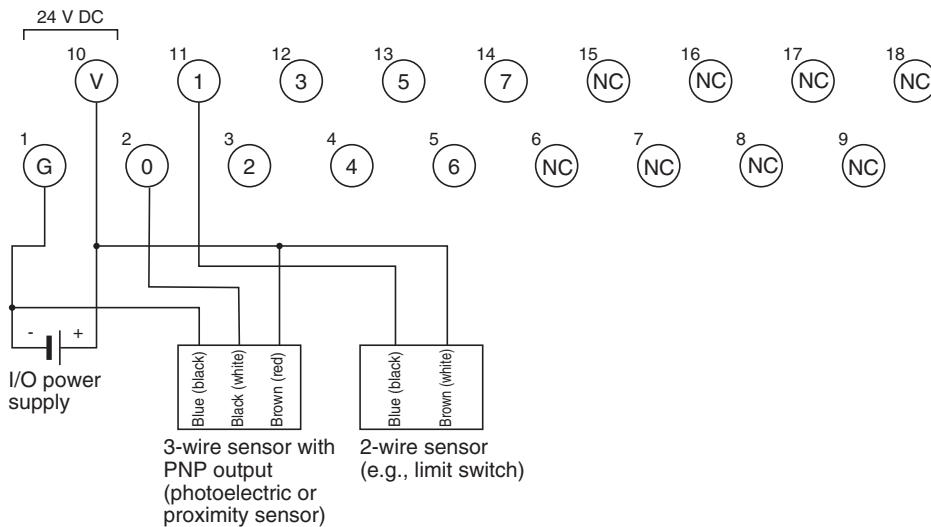 24 V DC
10 11 12 13 14 15 16 17 18
V 1 3 5 7 NC NC NC NC
1 2 3 4 5 6 7 8 9
G 0 2 4 6 NC NC NC NC
- +
I/O power
supply
Blue (black)
Black (white)
Brown (red)
Blue (black)
Brown (white)
3-wire sensor with
PNP output
(photoelectric or
proximity sensor)
2-wire sensor
(e.g., limit switch)